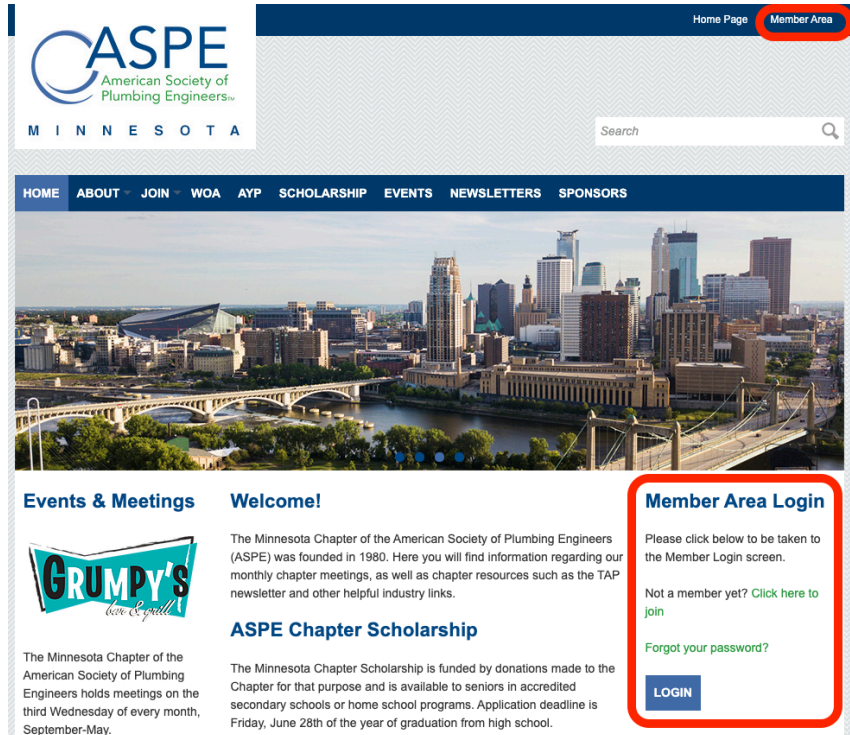 Home Page Member Area
ASPE
American Society of
Plumbing Engineers™
MINNESOTA
Search
HOME ABOUT JOIN WOA AYP SCHOLARSHIP EVENTS NEWSLETTERS SPONSORS
Events & Meetings
GRUMPY'S
bar & grill
The Minnesota Chapter of the
American Society of Plumbing
Engineers holds meetings on the
third Wednesday of every month,
September-May.
Welcome!
The Minnesota Chapter of the American Society of Plumbing Engineers
(ASPE) was founded in 1980. Here you will find information regarding our
monthly chapter meetings, as well as chapter resources such as the TAP
newsletter and other helpful industry links.
ASPE Chapter Scholarship
The Minnesota Chapter Scholarship is funded by donations made to the
Chapter for that purpose and is available to seniors in accredited
secondary schools or home school programs. Application deadline is
Friday, June 28th of the year of graduation from high school.
Member Area Login
Please click below to be taken to
the Member Login screen.
Not a member yet? Click here to
join
Forgot your password?
LOGIN